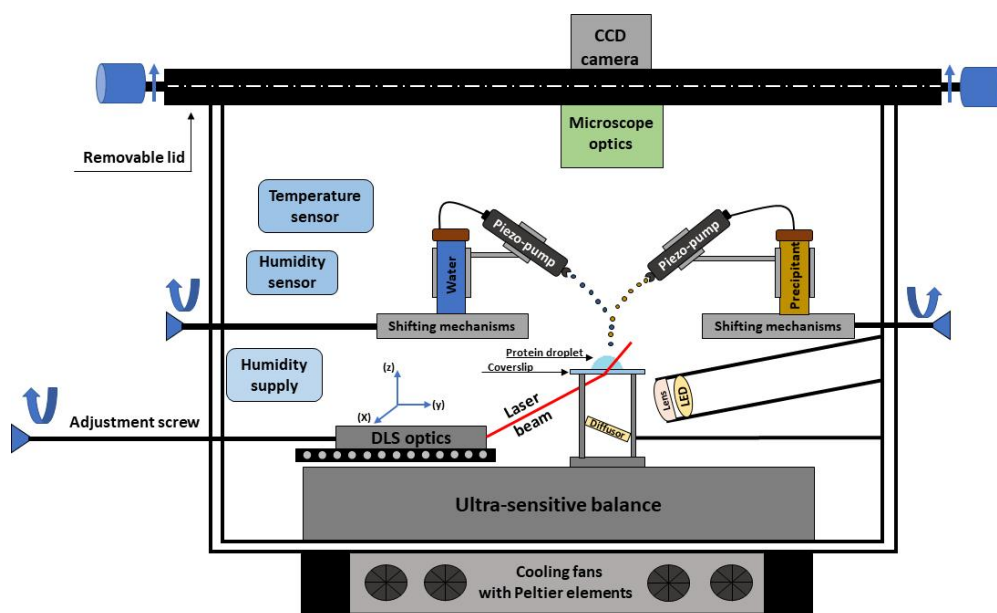 CCD
camera
Microscope
optics
Removable lid
Temperature
sensor
Piezo-pump
Piezo-pump
Humidity
sensor
Water
Precipitant
Shifting mechanisms
Shifting mechanisms
Protein droplet
Coverslip
Humidity
supply
(z)
(y)
(X)
Laser
beam
Lens
LED
Adjustment screw
DLS optics
Diffusor
Ultra-sensitive balance
Cooling fans
with Peltier elements